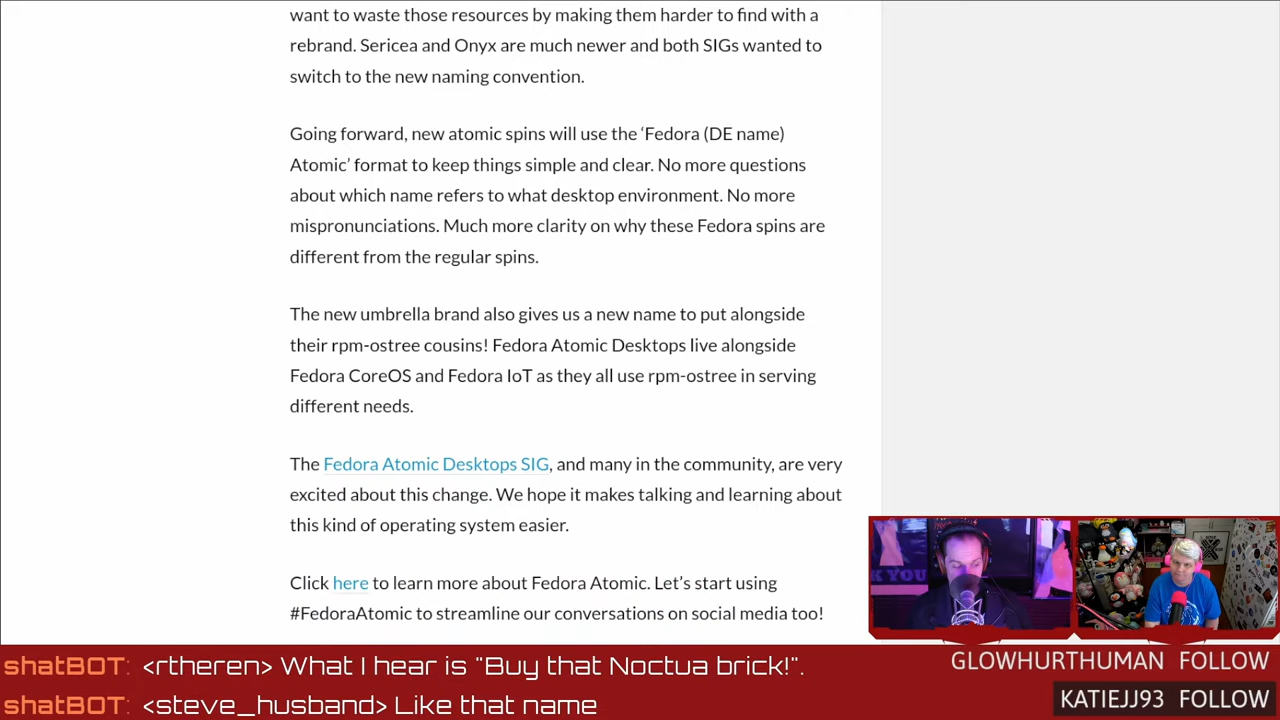 want to waste those resources by making them harder to find with a
rebrand. Sericea and Onyx are much newer and both SIGs wanted to
switch to the new naming convention.
Going forward, new atomic spins will use the ‘Fedora (DE name)
Atomic’ format to keep things simple and clear. No more questions
about which name refers to what desktop environment. No more
mispronunciations. Much more clarity on why these Fedora spins are
different from the regular spins.
The new umbrella brand also gives us a new name to put alongside
their rpm-ostree cousins! Fedora Atomic Desktops live alongside
Fedora CoreOS and Fedora IoT as they all use rpm-ostree in serving
different needs.
The Fedora Atomic Desktops SIG, and many in the community, are very
excited about this change. We hope it makes talking and learning about
this kind of operating system easier.
Click here to learn more about Fedora Atomic. Let’s start using
#FedoraAtomic to streamline our conversations on social media too!
shatBOT: <rtheren> What I hear is "Buy that Noctua brick!".
shatBOT: <steve_husband> Like that name
GLOWHURTHUMAN FOLLOW
KATIEJJ93 FOLLOW